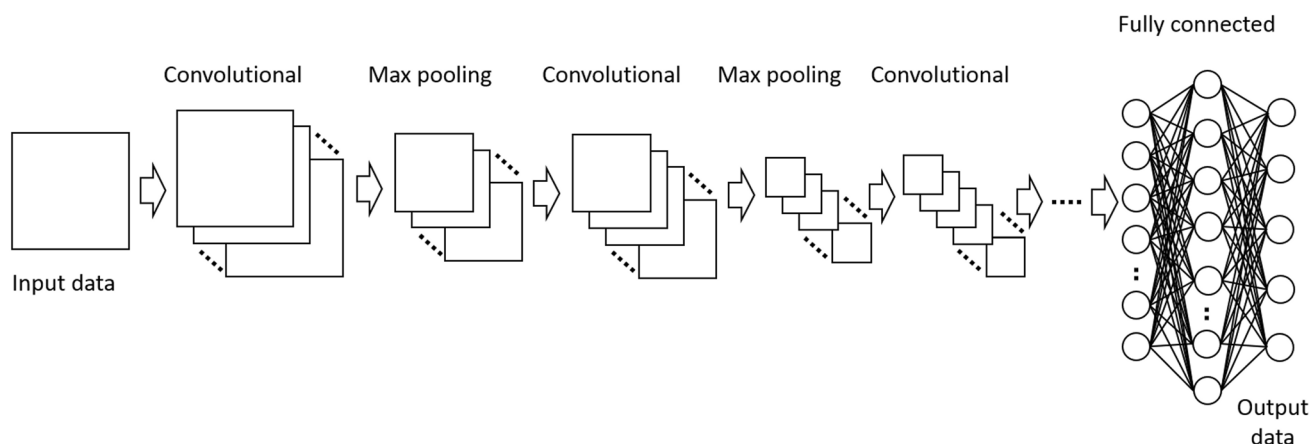 Fully connected
Convolutional
Max pooling
Convolutional
Max pooling
Convolutional
Input data
Output
data